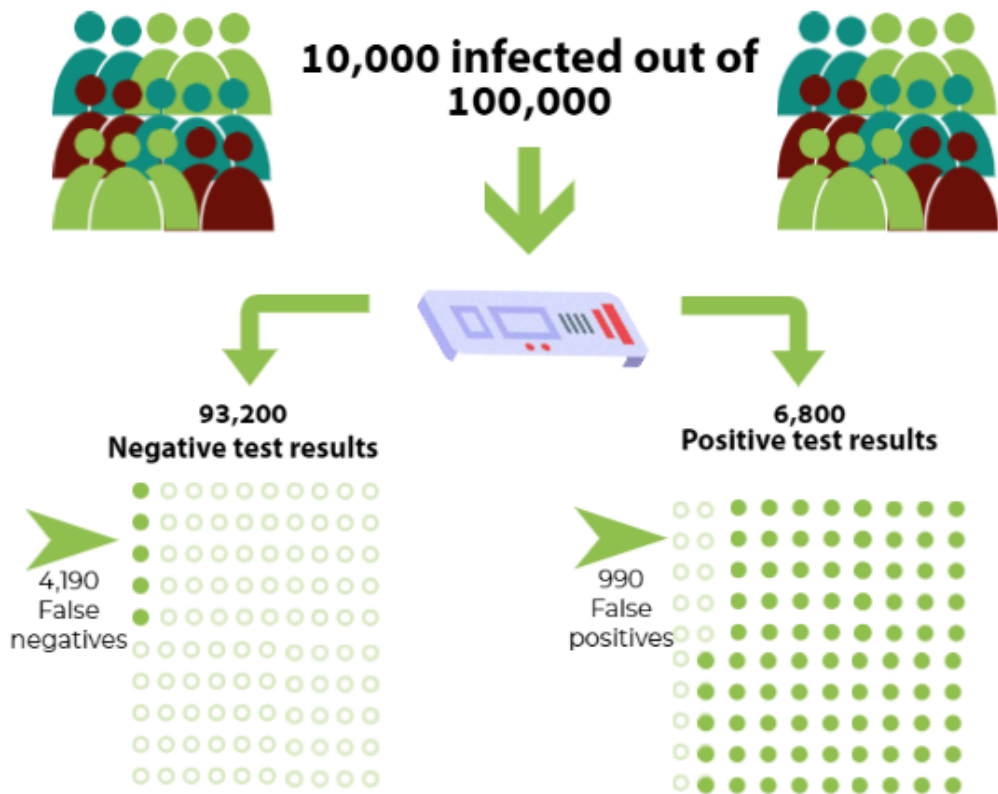 10,000 infected out of
100,000
93,200
Negative test results
4,190
False
negatives
6,800
Positive test results
990
False
positives